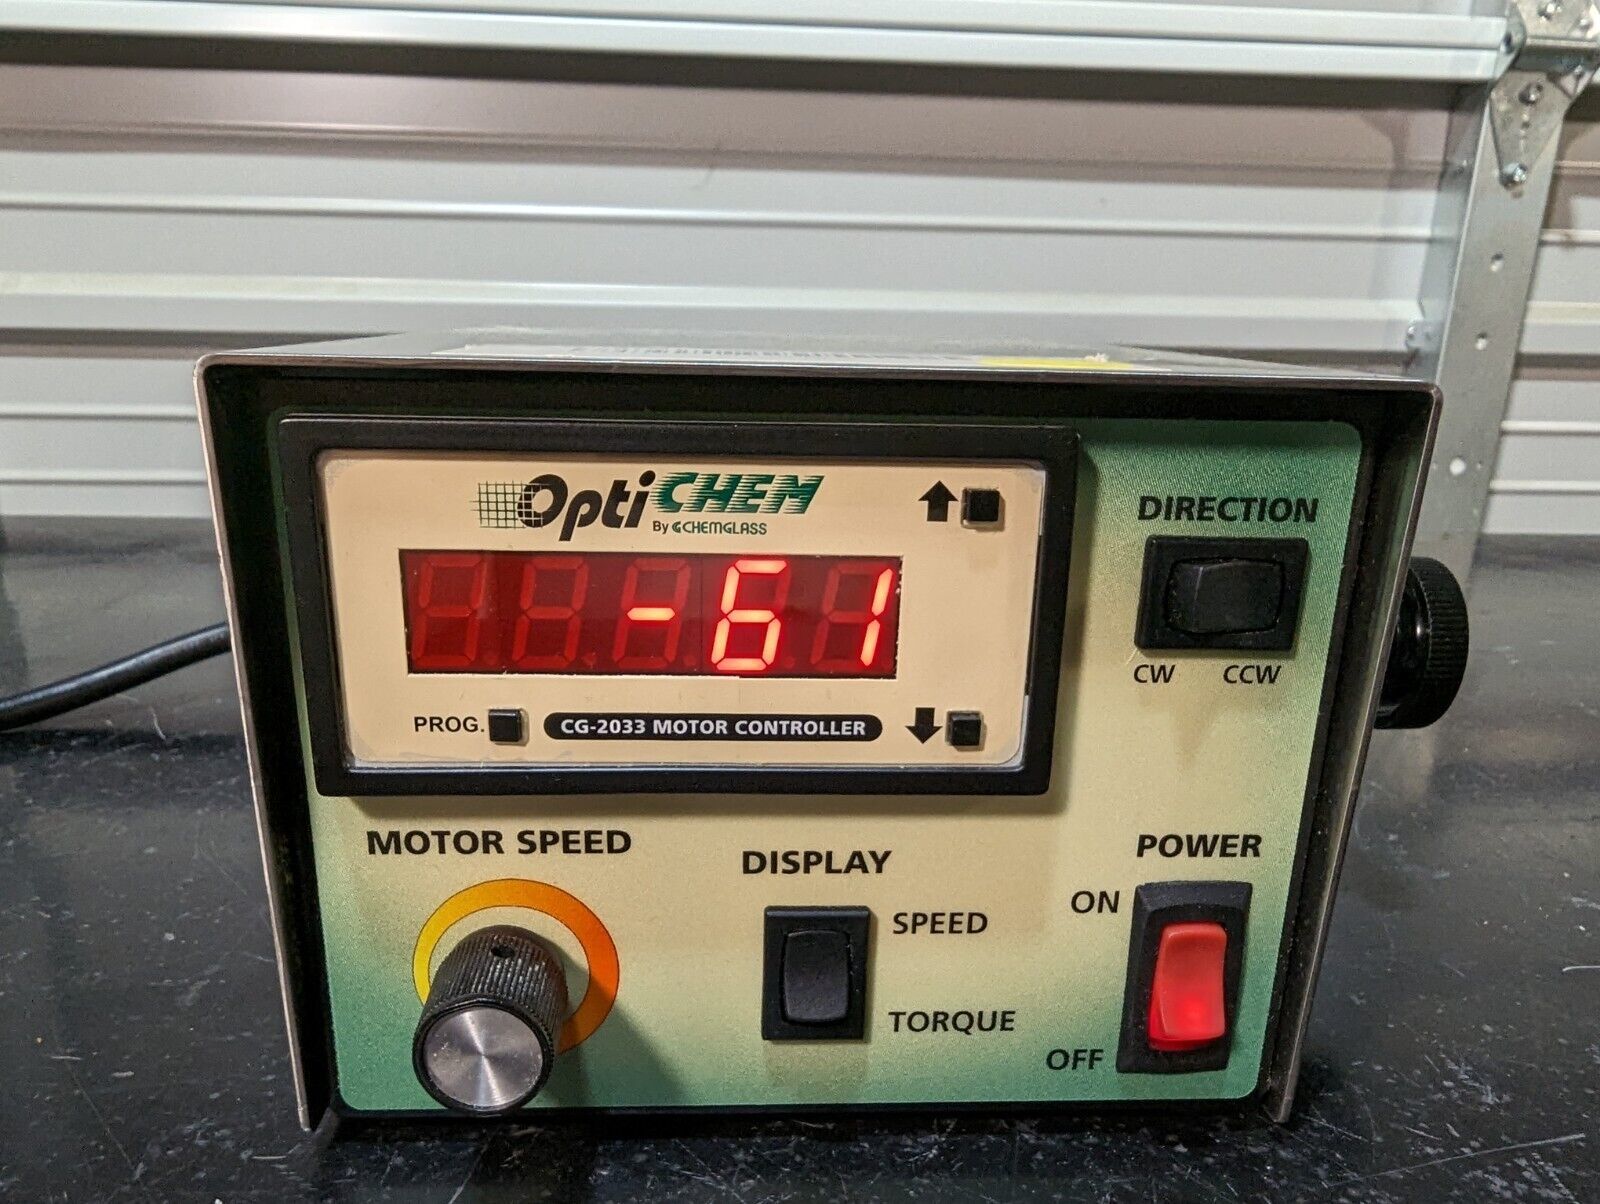 OptiCHEM
By CHEMGLASS
-61
PROG.
CG-2033 MOTOR CONTROLLER
DIRECTION
CW CCW
MOTOR SPEED
DISPLAY
SPEED
TORQUE
POWER
ON
OFF